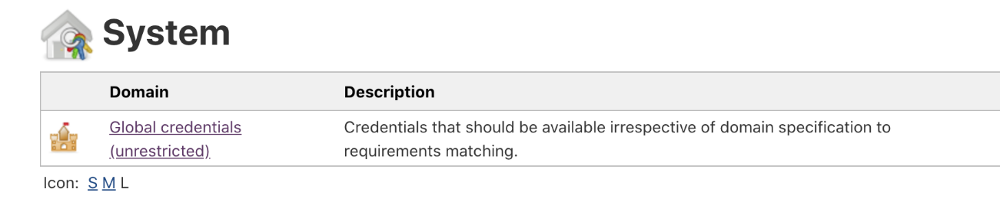 System
Domain Description
Global credentials Credentials that should be available irrespective of domain specification to
(unrestricted) requirements matching.
Icon: S M L